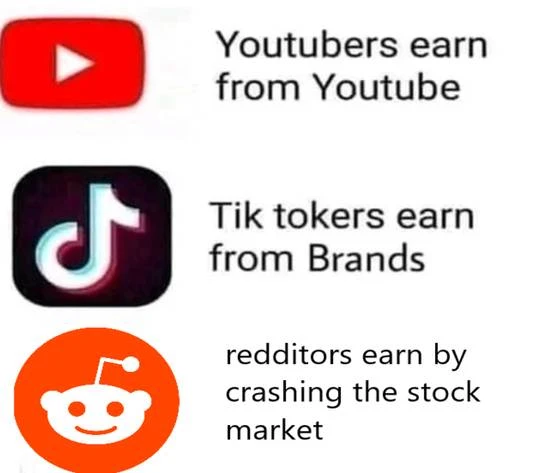 Youtubers earn
from Youtube
Tik tokers earn
from Brands
redditors earn by
crashing the stock
market